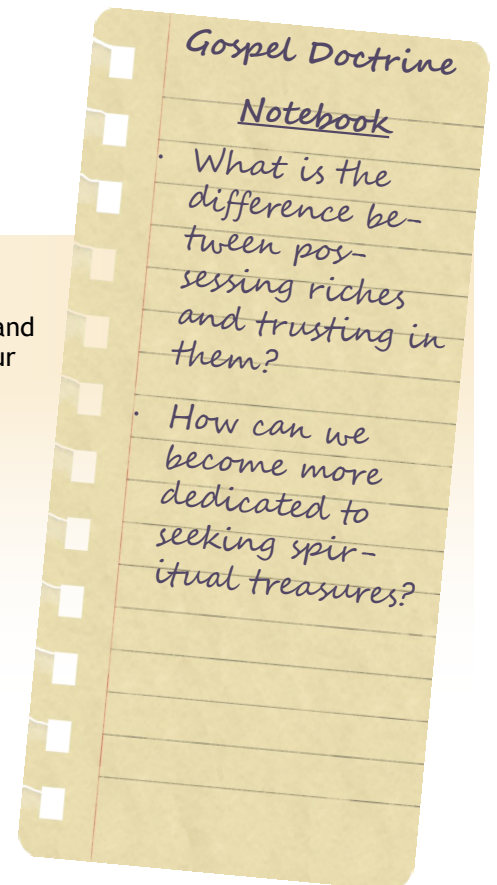 Gospel Doctrine
Notebook
· What is the
difference be-
tween pos-
sessing riches
and trusting in
them?
· How can we
become more
dedicated to
seeking spir-
itual treasures?
and
ur